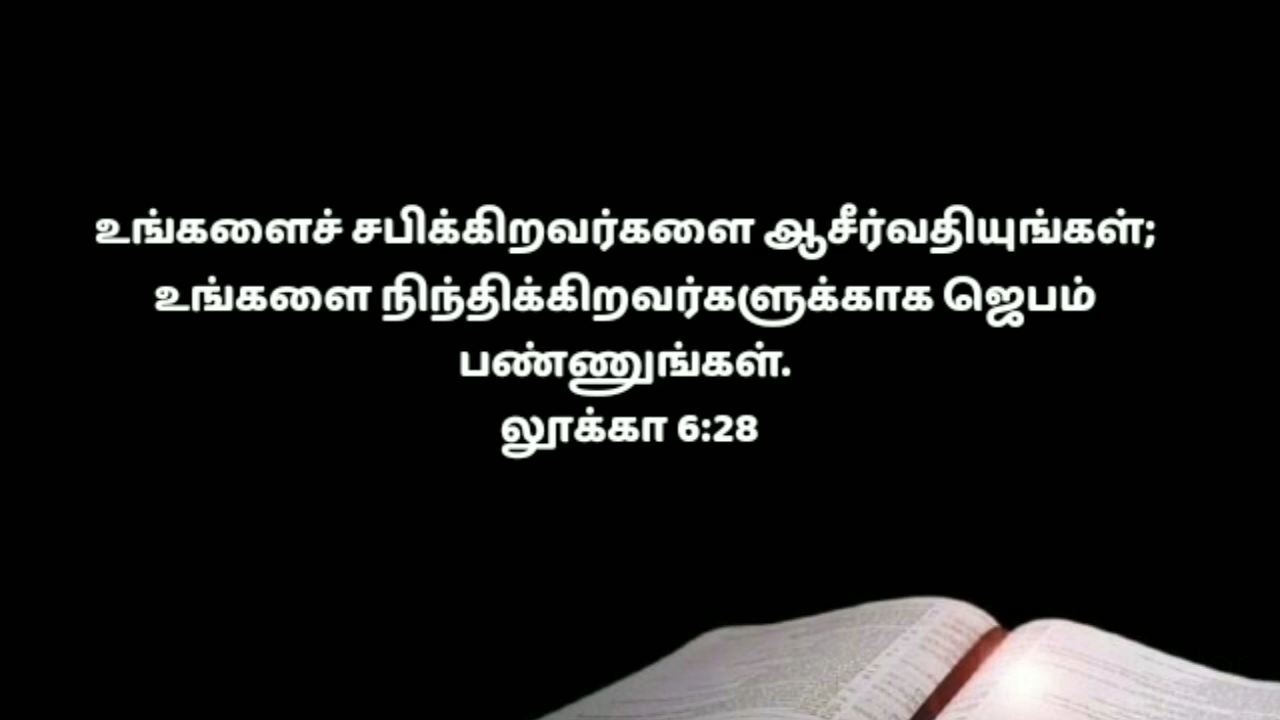 உங்களைச் சபிக்கிறவர்களை ஆசீர்வதியுங்கள்;
உங்களை நிந்திக்கிறவர்களுக்காக ஜெபம்
பண்ணுங்கள்.
லூக்கா 6:28